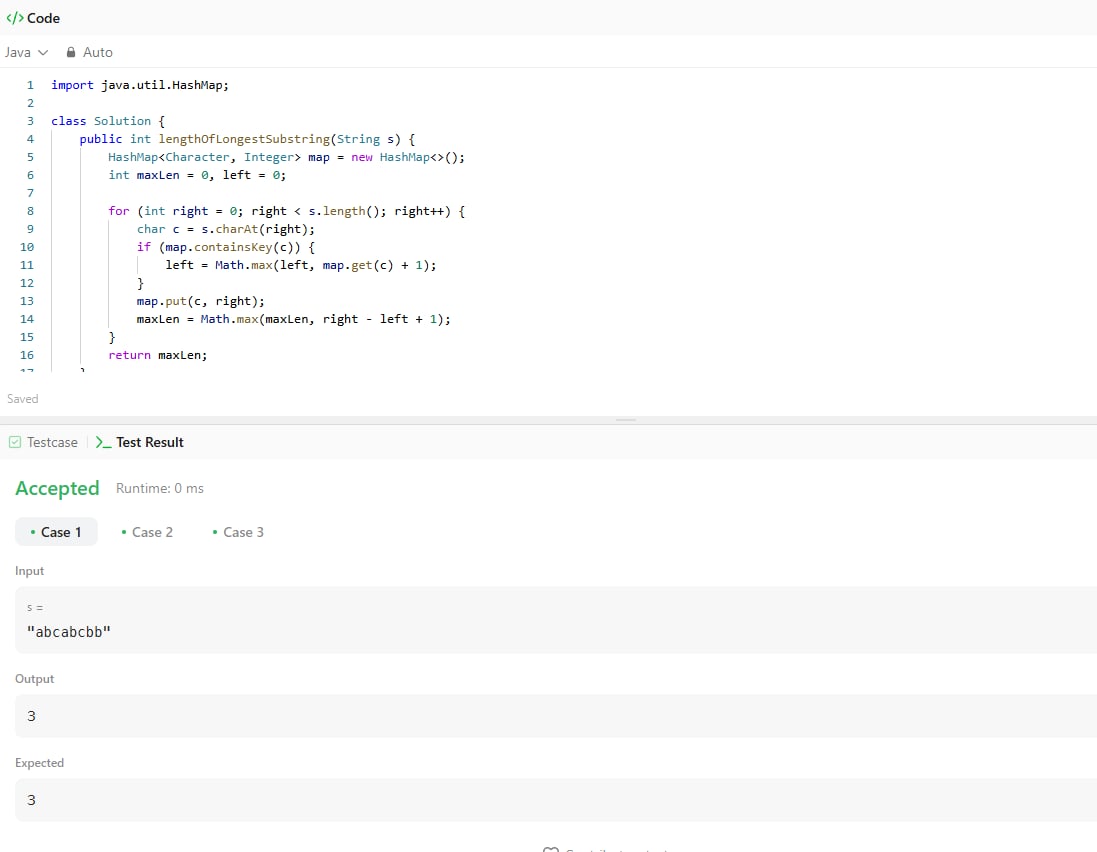 </> Code
Java Auto
1 import java.util.HashMap;
2
3 class Solution {
4 public int lengthOfLongestSubstring(String s) {
5 HashMap<Character, Integer> map = new HashMap<>();
6 int maxLen = 0, left = 0;
7
8 for (int right = 0; right < s.length(); right++) {
9 char c = s.charAt(right);
10 if (map.containsKey(c)) {
11 left = Math.max(left, map.get(c) + 1);
12 }
13 map.put(c, right);
14 maxLen = Math.max(maxLen, right - left + 1);
15 }
16 return maxLen;
17 }
Saved
Testcase >_ Test Result
Accepted Runtime: 0 ms
• Case 1 • Case 2 • Case 3
Input
s =
"abcabcbb"
Output
3
Expected
3